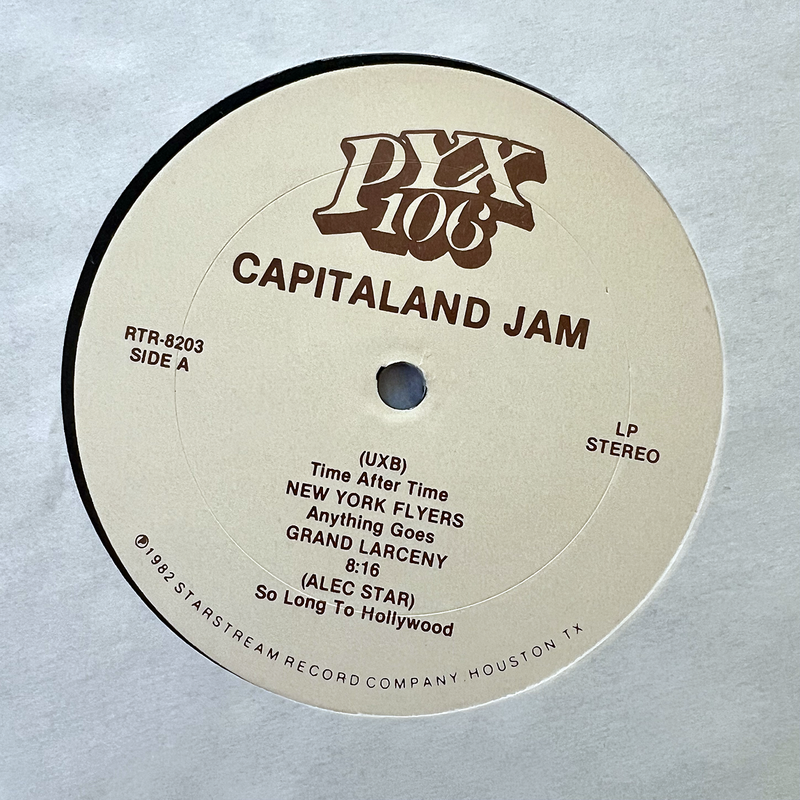 PYX
106
CAPITALAND JAM
RTR-8203
SIDE A
LP
STEREO
(UXB)
Time After Time
NEW YORK FLYERS
Anything Goes
GRAND LARCENY
8:16
(ALEC STAR)
So Long To Hollywood
℗ 1982 STARSTREAM RECORD COMPANY. HOUSTON TX